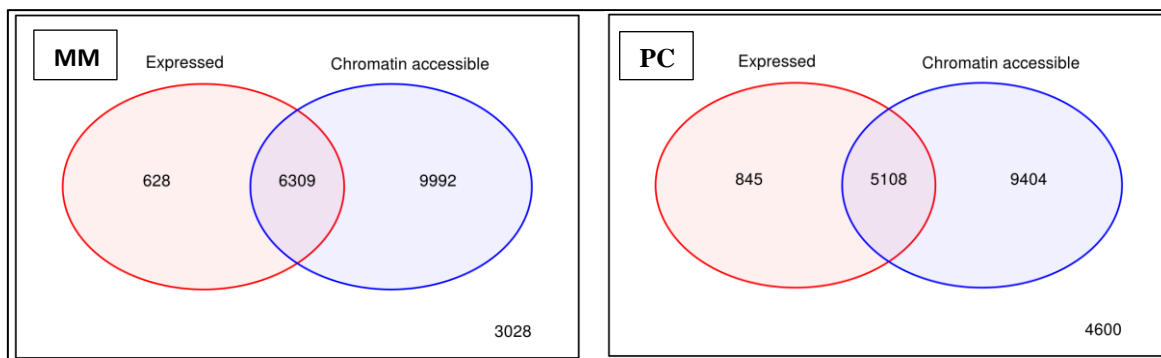 MM
Expressed Chromatin accessible
628 6309 9992
3028
PC
Expressed Chromatin accessible
845 5108 9404
4600